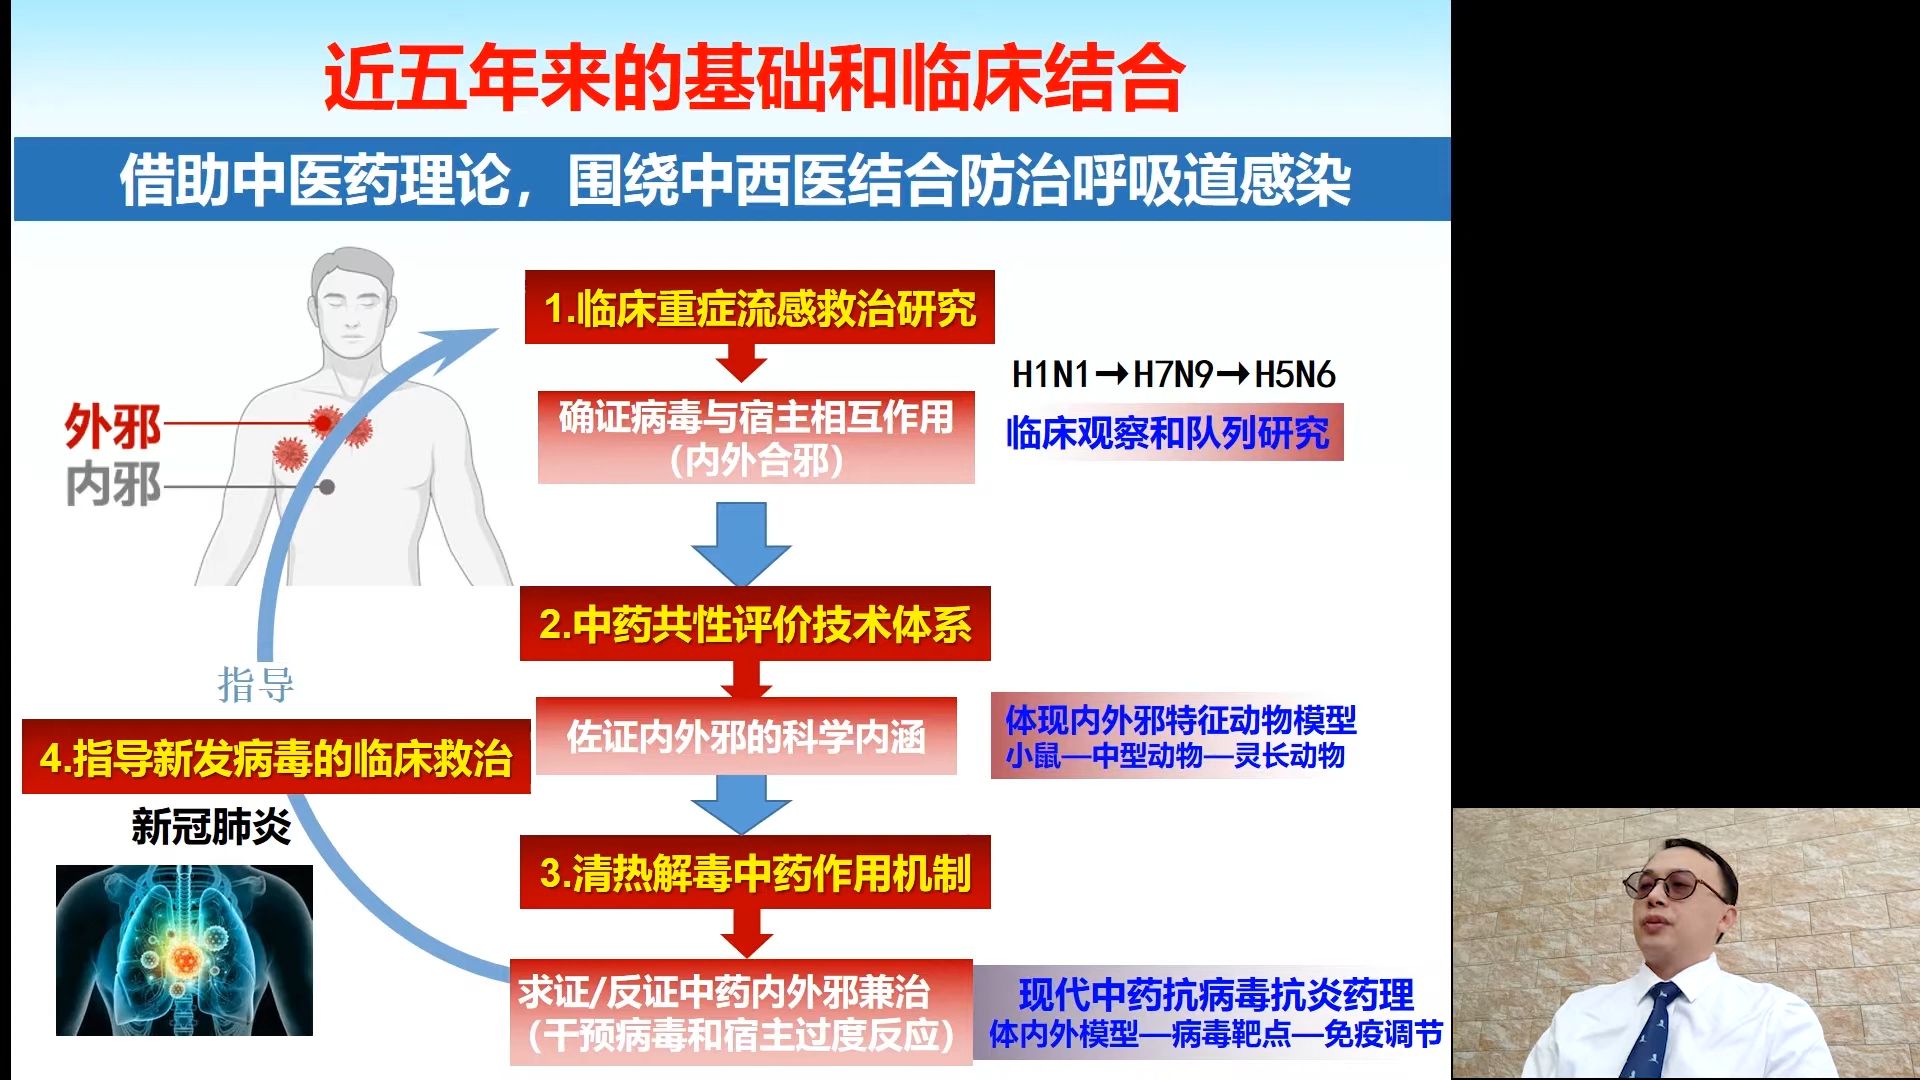 近五年来的基础和临床结合
借助中医药理论，围绕中西医结合防治呼吸道感染
1.临床重症流感救治研究
H1N1→H7N9→H5N6
确证病毒与宿主相互作用
（内外合邪）
临床观察和队列研究
外邪
内邪
2.中药共性评价技术体系
指导
佐证内外邪的科学内涵
体现内外邪特征动物模型
小鼠—中型动物—灵长动物
4.指导新发病毒的临床救治
新冠肺炎
3.清热解毒中药作用机制
求证/反证中药内外邪兼治
（干预病毒和宿主过度反应）
现代中药抗病毒抗炎药理
体内外模型—病毒靶点—免疫调节